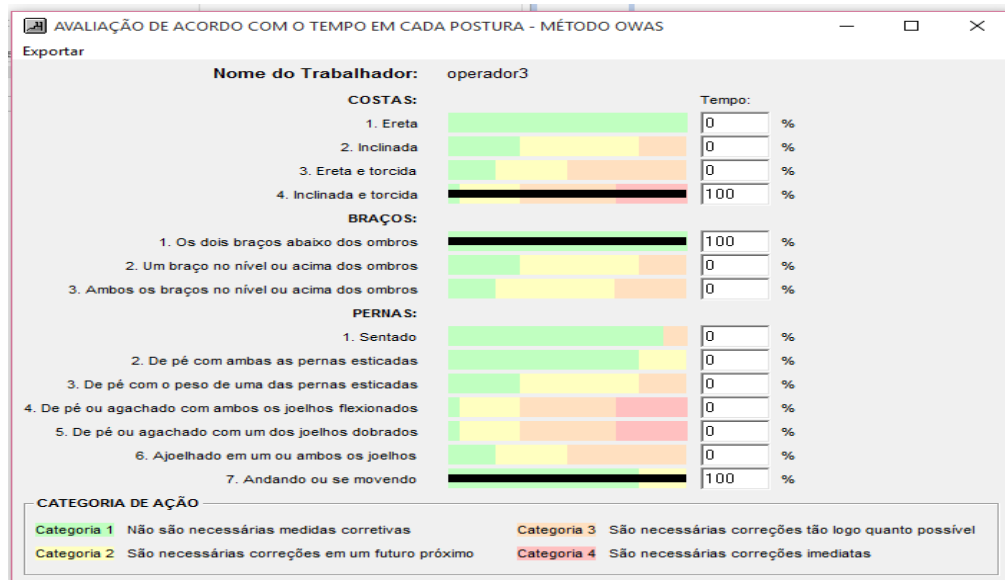 AVALIAÇÃO DE ACORDO COM O TEMPO EM CADA POSTURA - MÉTODO OWAS
Exportar
Nome do Trabalhador: operador3
COSTAS: Tempo:
1. Ereta 0 %
2. Inclinada 0 %
3. Ereta e torcida 0 %
4. Inclinada e torcida 100 %
BRAÇOS:
1. Os dois braços abaixo dos ombros 100 %
2. Um braço no nível ou acima dos ombros 0 %
3. Ambos os braços no nível ou acima dos ombros 0 %
PERNAS:
1. Sentado 0 %
2. De pé com ambas as pernas esticadas 0 %
3. De pé com o peso de uma das pernas esticadas 0 %
4. De pé ou agachado com ambos os joelhos flexionados 0 %
5. De pé ou agachado com um dos joelhos dobrados 0 %
6. Ajoelhado em um ou ambos os joelhos 0 %
7. Andando ou se movendo 100 %
CATEGORIA DE AÇÃO
Categoria 1 Não são necessárias medidas corretivas Categoria 3 São necessárias correções tão logo quanto possível
Categoria 2 São necessárias correções em um futuro próximo Categoria 4 São necessárias correções imediatas